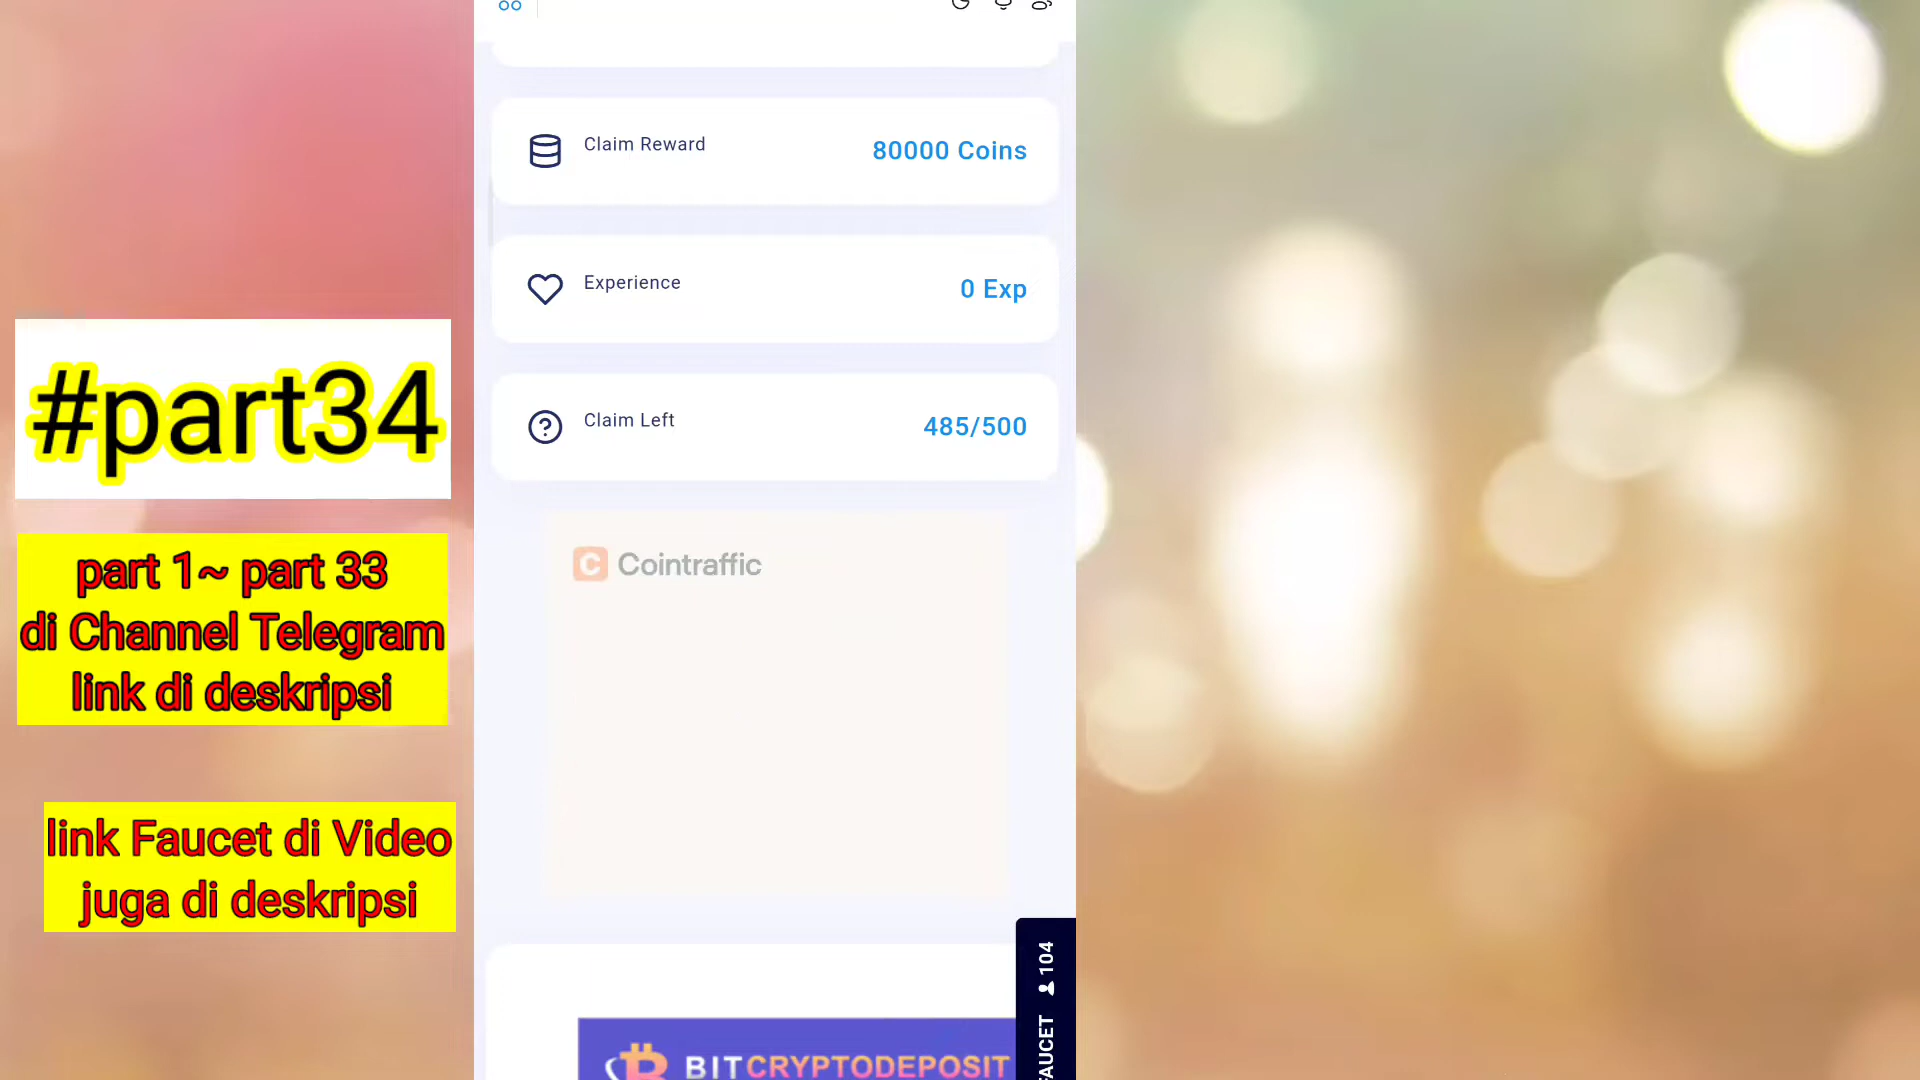 #part34
part 1~ part 33
di Channel Telegram
link di deskripsi
link Faucet di Video
juga di deskripsi
Claim Reward
80000 Coins
Experience
0 Exp
Claim Left
485/500
Cointraffic
BITCRYPTODEPOSIT
FAUCET 104